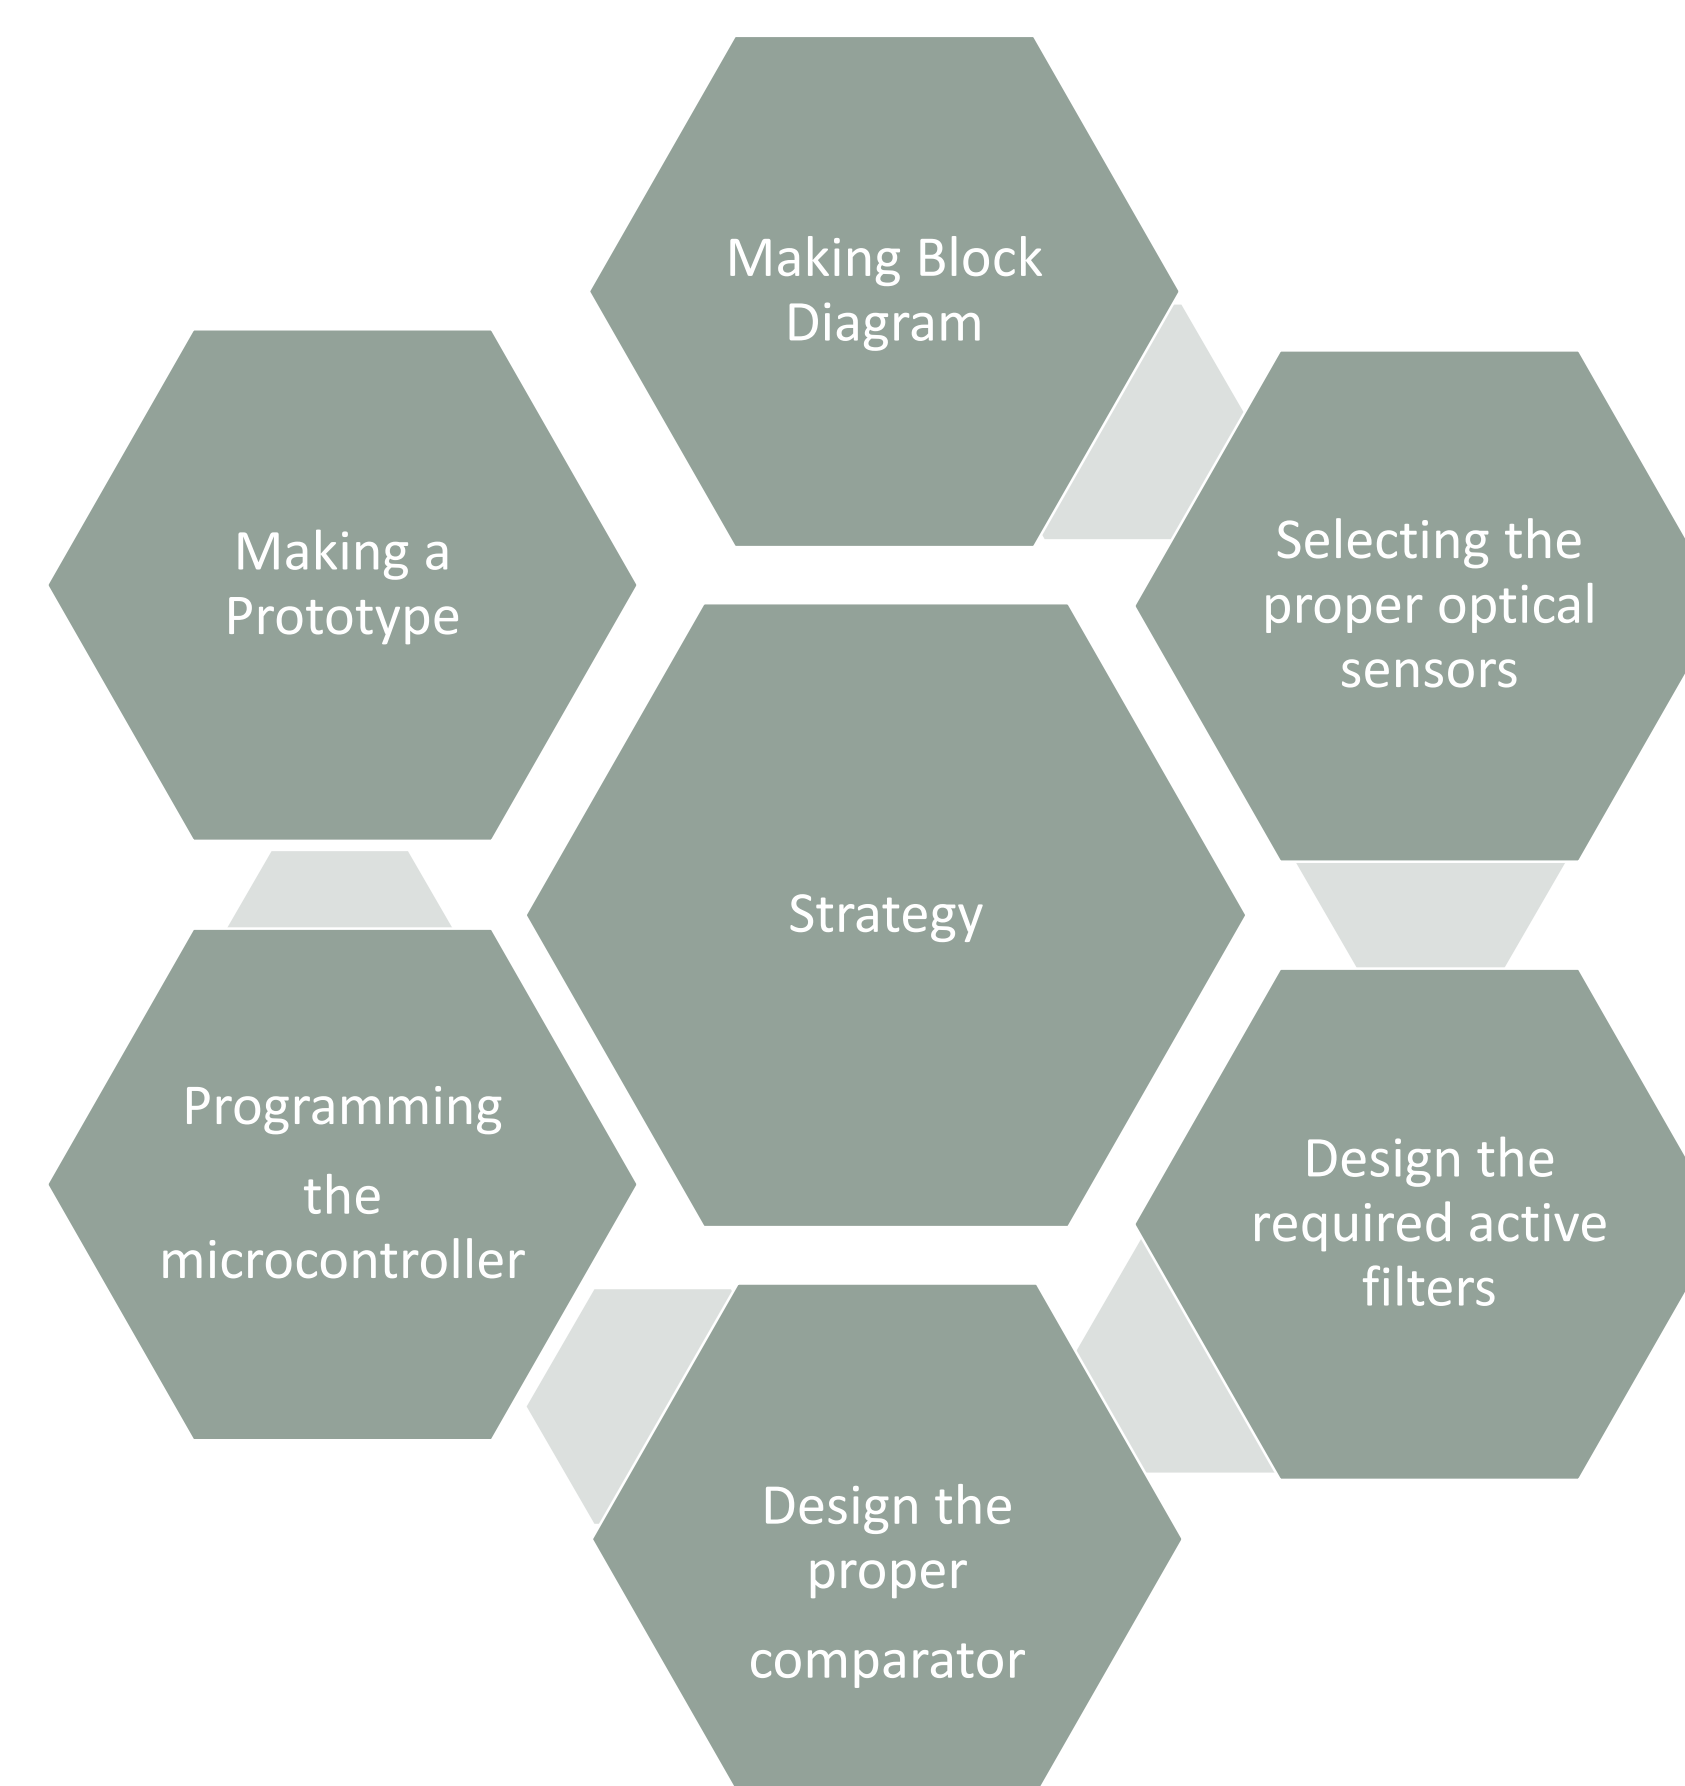 Making Block
Diagram
Selecting the
proper optical
sensors
Design the
required active
filters
Design the
proper
comparator
Programming
the
microcontroller
Making a
Prototype
Strategy